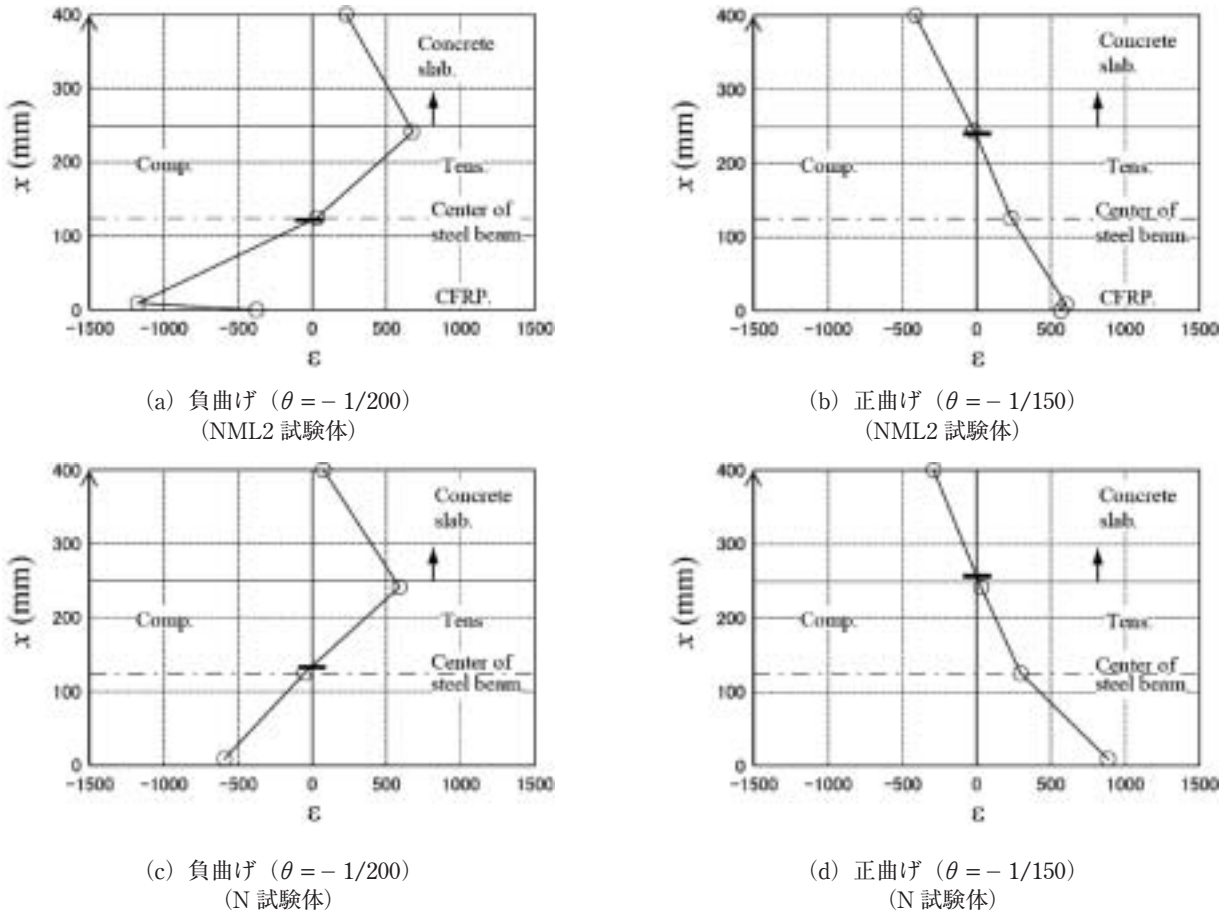 400
300
200
100
0
x (mm)
Concrete
slab.
Comp.
Tens.
Center of
steel beam.
CFRP.
-1500 -1000 -500 0 500 1000 1500
ε
(a) 負曲げ（θ = − 1/200）
(NML2 試験体)
400
300
200
100
0
x (mm)
Concrete
slab.
Comp.
Tens.
Center of
steel beam.
CFRP.
-1500 -1000 -500 0 500 1000 1500
ε
(b) 正曲げ（θ = − 1/150）
(NML2 試験体)
400
300
200
100
0
x (mm)
Concrete
slab.
Comp.
Tens
Center of
steel beam.
-1500 -1000 -500 0 500 1000 1500
ε
(c) 負曲げ（θ = − 1/200）
(N 試験体)
400
300
200
100
0
x (mm)
Concrete
slab.
Comp.
Tens.
Center of
steel beam.
-1500 -1000 -500 0 500 1000 1500
ε
(d) 正曲げ（θ = − 1/150）
(N 試験体)